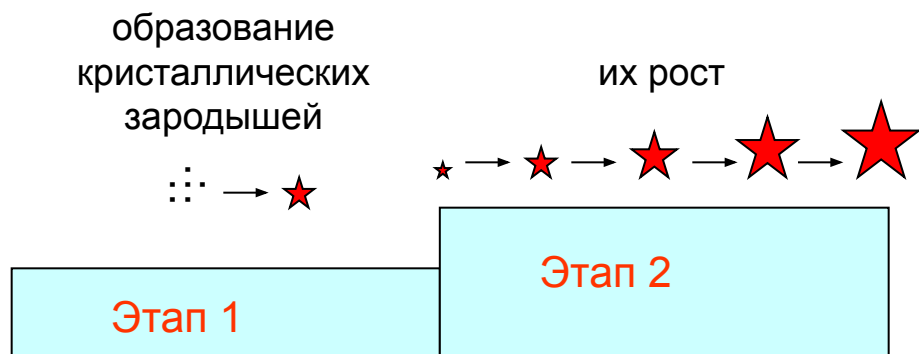 образование
кристаллических
зародышей
их рост
Этап 1
Этап 2